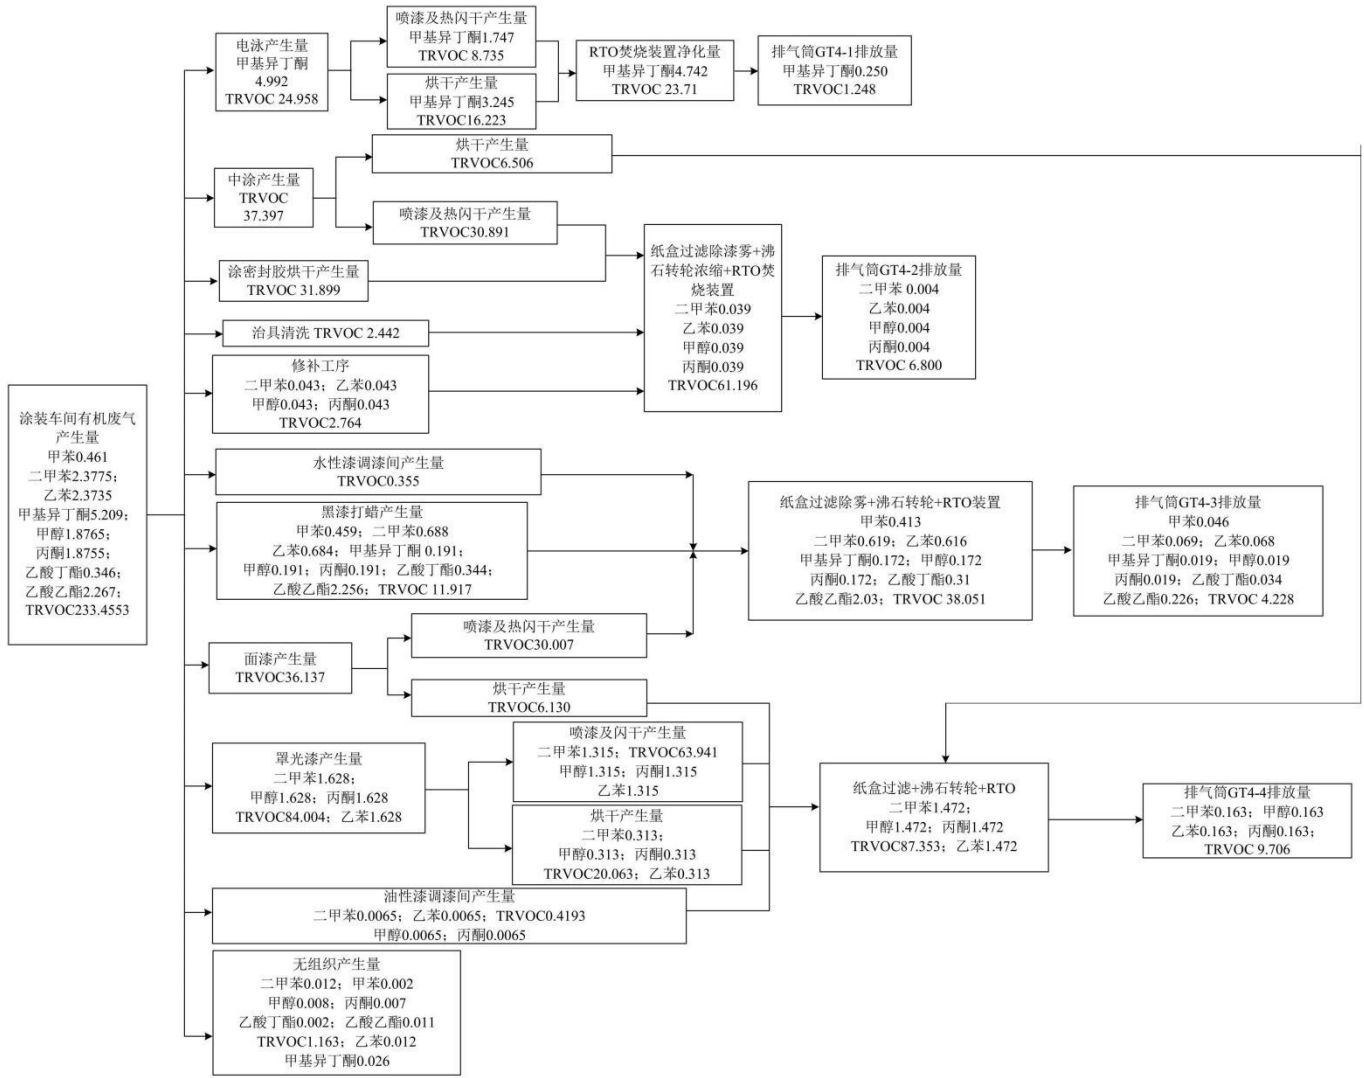 涂装车间有机废气
产生量
甲苯0.461
二甲苯2.3775；
乙苯2.3735
甲基异丁酮5.209；
甲醇1.8765；
丙酮1.8755；
乙酸丁酯0.346；
乙酸乙酯2.267；
TRVOC233.4553
电泳产生量
甲基异丁酮
4.992
TRVOC 24.958
喷漆及热闪干产生量
甲基异丁酮1.747
TRVOC 8.735
烘干产生量
甲基异丁酮3.245
TRVOC16.223
RTO焚烧装置净化量
甲基异丁酮4.742
TRVOC 23.71
排气筒GT4-1排放量
甲基异丁酮0.250
TRVOC1.248
中涂产生量
TRVOC
37.397
烘干产生量
TRVOC6.506
喷漆及热闪干产生量
TRVOC30.891
涂密封胶烘干产生量
TRVOC 31.899
治具清洗 TRVOC 2.442
修补工序
二甲苯0.043；乙苯0.043
甲醇0.043；丙酮0.043
TRVOC2.764
纸盒过滤除漆雾+沸
石转轮浓缩+RTO焚
烧装置
二甲苯0.039
乙苯0.039
甲醇0.039
丙酮0.039
TRVOC61.196
排气筒GT4-2排放量
二甲苯 0.004
乙苯0.004
甲醇0.004
丙酮0.004
TRVOC 6.800
水性漆调漆间产生量
TRVOC0.355
黑漆打蜡产生量
甲苯0.459；二甲苯0.688
乙苯0.684；甲基异丁酮 0.191；
甲醇0.191；丙酮0.191；乙酸丁酯0.344；
乙酸乙酯2.256；TRVOC 11.917
纸盒过滤除雾+沸石转轮+RTO装置
甲苯0.413
二甲苯0.619；乙苯0.616
甲基异丁酮0.172；甲醇0.172
丙酮0.172；乙酸丁酯0.31
乙酸乙酯2.03；TRVOC 38.051
排气筒GT4-3排放量
甲苯0.046
二甲苯0.069；乙苯0.068
甲基异丁酮0.019；甲醇0.019
丙酮0.019；乙酸丁酯0.034
乙酸乙酯0.226；TRVOC 4.228
面漆产生量
TRVOC36.137
喷漆及热闪干产生量
TRVOC30.007
烘干产生量
TRVOC6.130
罩光漆产生量
二甲苯1.628；
甲醇1.628；丙酮1.628
TRVOC84.004；乙苯1.628
喷漆及闪干产生量
二甲苯1.315；TRVOC63.941
甲醇1.315；丙酮1.315
乙苯1.315
烘干产生量
二甲苯0.313；
甲醇0.313；丙酮0.313
TRVOC20.063；乙苯0.313
纸盒过滤+沸石转轮+RTO
二甲苯1.472；
甲醇1.472；丙酮1.472
TRVOC87.353；乙苯1.472
排气筒GT4-4排放量
二甲苯0.163；甲醇0.163
乙苯0.163；丙酮0.163；
TRVOC 9.706
油性漆调漆间产生量
二甲苯0.0065；乙苯0.0065；TRVOC0.4193
甲醇0.0065；丙酮0.0065
无组织产生量
二甲苯0.012；甲苯0.002
甲醇0.008；丙酮0.007
乙酸丁酯0.002；乙酸乙酯0.011
TRVOC1.163；乙苯0.012
甲基异丁酮0.026